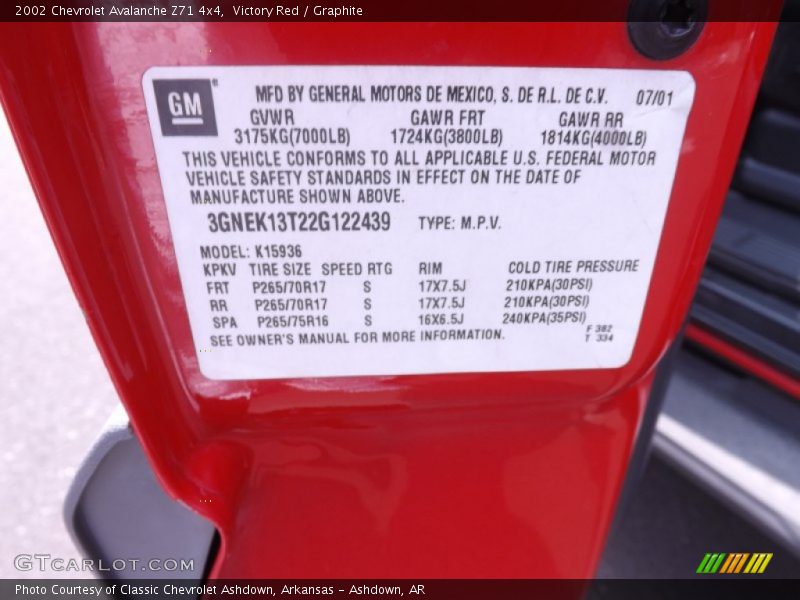 2002 Chevrolet Avalanche Z71 4x4,  Victory Red / Graphite
GM
MFD BY GENERAL MOTORS DE MEXICO, S. DE R.L. DE C.V. 07/01
GVWR GAWR FRT GAWR RR
3175KG(7000LB) 1724KG(3800LB) 1814KG(4000LB)
THIS VEHICLE CONFORMS TO ALL APPLICABLE U.S. FEDERAL MOTOR
VEHICLE SAFETY STANDARDS IN EFFECT ON THE DATE OF
MANUFACTURE SHOWN ABOVE.
3GNEK13T22G122439 TYPE: M.P.V.
MODEL: K15936
KPKV TIRE SIZE SPEED RTG RIM COLD TIRE PRESSURE
FRT P265/70R17 S 17X7.5J 210KPA(30PSI)
RR P265/70R17 S 17X7.5J 210KPA(30PSI)
SPA P265/75R16 S 16X6.5J 240KPA(35PSI)
SEE OWNER'S MANUAL FOR MORE INFORMATION.
F 382
T 334
GTCARLOT.COM
Photo Courtesy of Classic Chevrolet Ashdown, Arkansas - Ashdown, AR